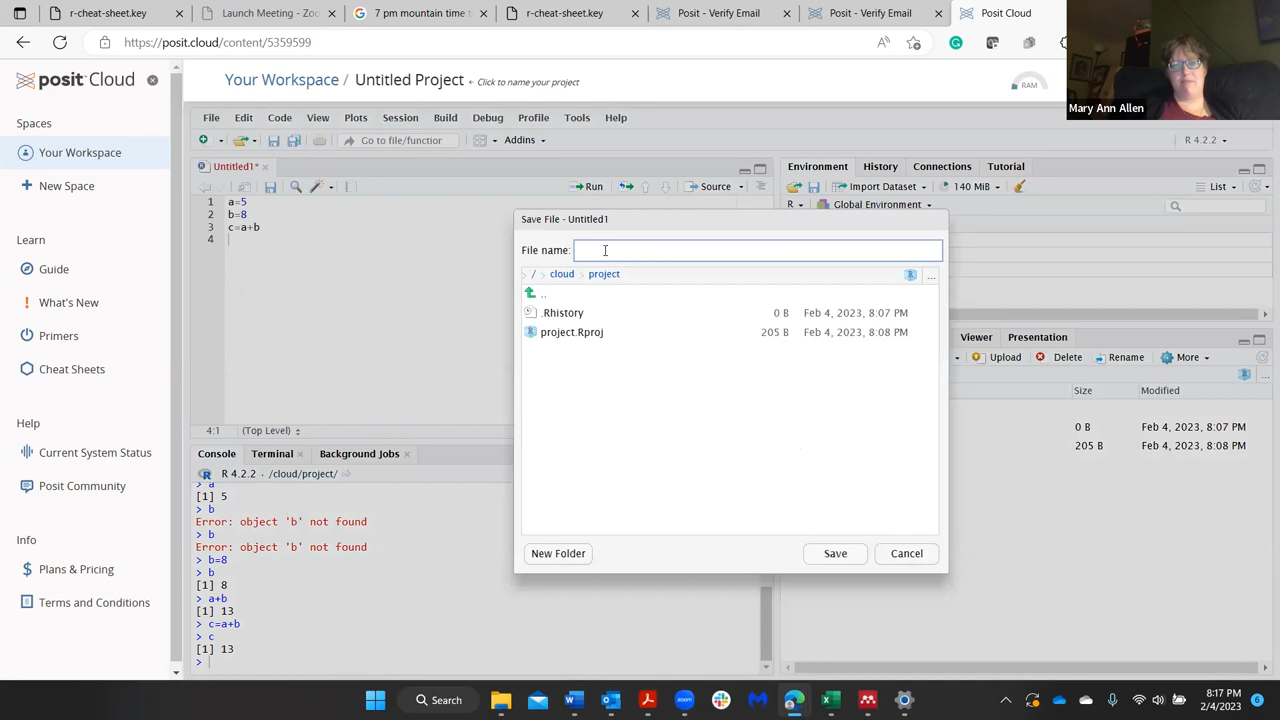 r-cheat-sheet.key
Launch Meeting - Zoo
7 pm mountain time t
r-cheat-sheet.key
Posit - Verify Email
Posit - Verify Email
Posit Cloud
https://posit.cloud/content/5359599
posit Cloud
Your Workspace / Untitled Project ← Click to name your project
RAM
Mary Ann Allen
Spaces
Your Workspace
New Space
Learn
Guide
What's New
Primers
Cheat Sheets
Help
Current System Status
Posit Community
Info
Plans & Pricing
Terms and Conditions
File Edit Code View Plots Session Build Debug Profile Tools Help
Go to file/function Addins R 4.2.2
Untitled1*
Run Source
1 a=5
2 b=8
3 c=a+b
4
4:1 (Top Level)
Console Terminal Background Jobs
R 4.2.2 · /cloud/project/
> a
[1] 5
> b
Error: object 'b' not found
> b
Error: object 'b' not found
> b=8
> b
[1] 8
> a+b
[1] 13
> c=a+b
> c
[1] 13
>
Save File - Untitled1
File name:
/ cloud project ...
..
.Rhistory 0 B Feb 4, 2023, 8:07 PM
project.Rproj 205 B Feb 4, 2023, 8:08 PM
New Folder Save Cancel
Environment History Connections Tutorial
Import Dataset 140 MiB List
R Global Environment
Viewer Presentation
Upload Delete Rename More
...
Size Modified
0 B Feb 4, 2023, 8:07 PM
205 B Feb 4, 2023, 8:08 PM
Search
zoom
8:17 PM
2/4/2023
6